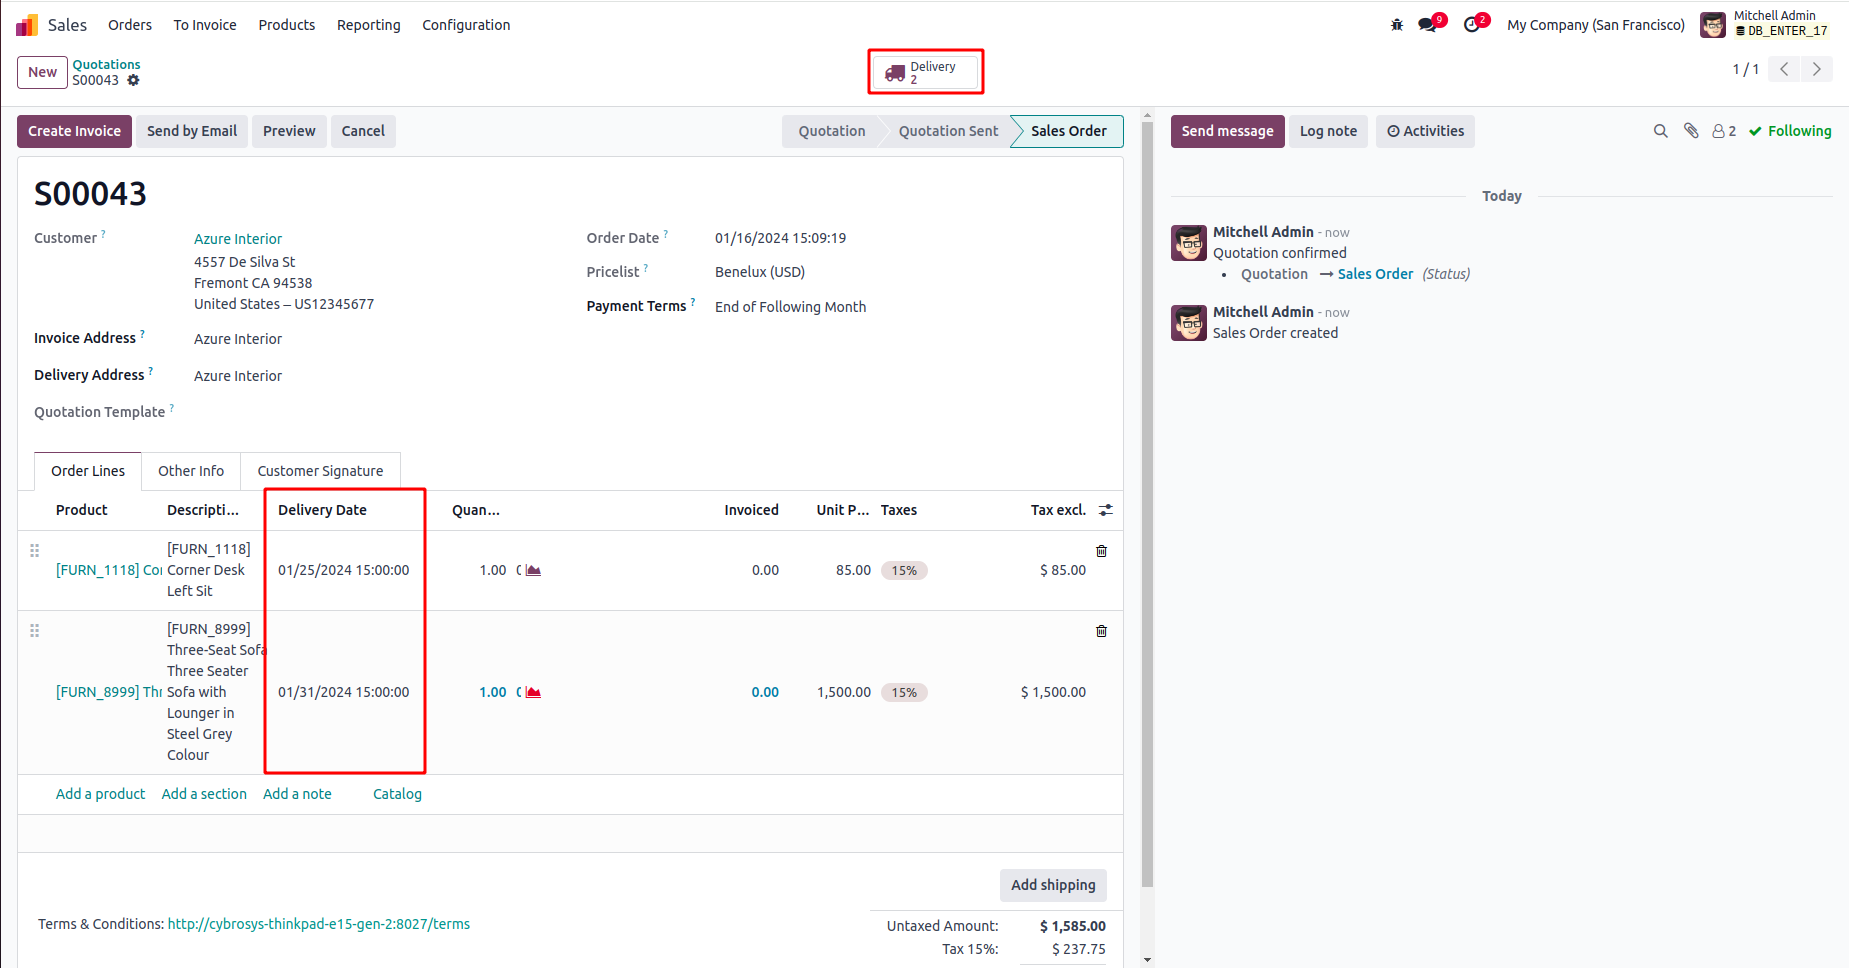 Sales Orders To Invoice Products Reporting Configuration 9 2 My Company (San Francisco) Mitchell Admin
DB_ENTER_17
New Quotations
S00043
Delivery
2
1 / 1
Create Invoice Send by Email Preview Cancel Quotation Quotation Sent Sales Order
S00043
Customer ? Azure Interior
4557 De Silva St
Fremont CA 94538
United States – US12345677
Invoice Address ? Azure Interior
Delivery Address ? Azure Interior
Quotation Template ?
Order Date ? 01/16/2024 15:09:19
Pricelist ? Benelux (USD)
Payment Terms ? End of Following Month
Order Lines Other Info Customer Signature
Product Descripti... Delivery Date Quan... Invoiced Unit P... Taxes Tax excl.
[FURN_1118]
[FURN_1118] Cor Corner Desk 01/25/2024 15:00:00 1.00 0.00 85.00 15% $ 85.00
Left Sit
[FURN_8999]
Three-Seat Sofa
Three Seater
[FURN_8999] Thr Sofa with 01/31/2024 15:00:00 1.00 0.00 1,500.00 15% $ 1,500.00
Lounger in
Steel Grey
Colour
Add a product Add a section Add a note Catalog
Add shipping
Terms & Conditions: http://cybrosys-thinkpad-e15-gen-2:8027/terms
Untaxed Amount: $ 1,585.00
Tax 15%: $ 237.75
Send message Log note Activities 2 Following
Today
Mitchell Admin - now
Quotation confirmed
• Quotation → Sales Order (Status)
Mitchell Admin - now
Sales Order created